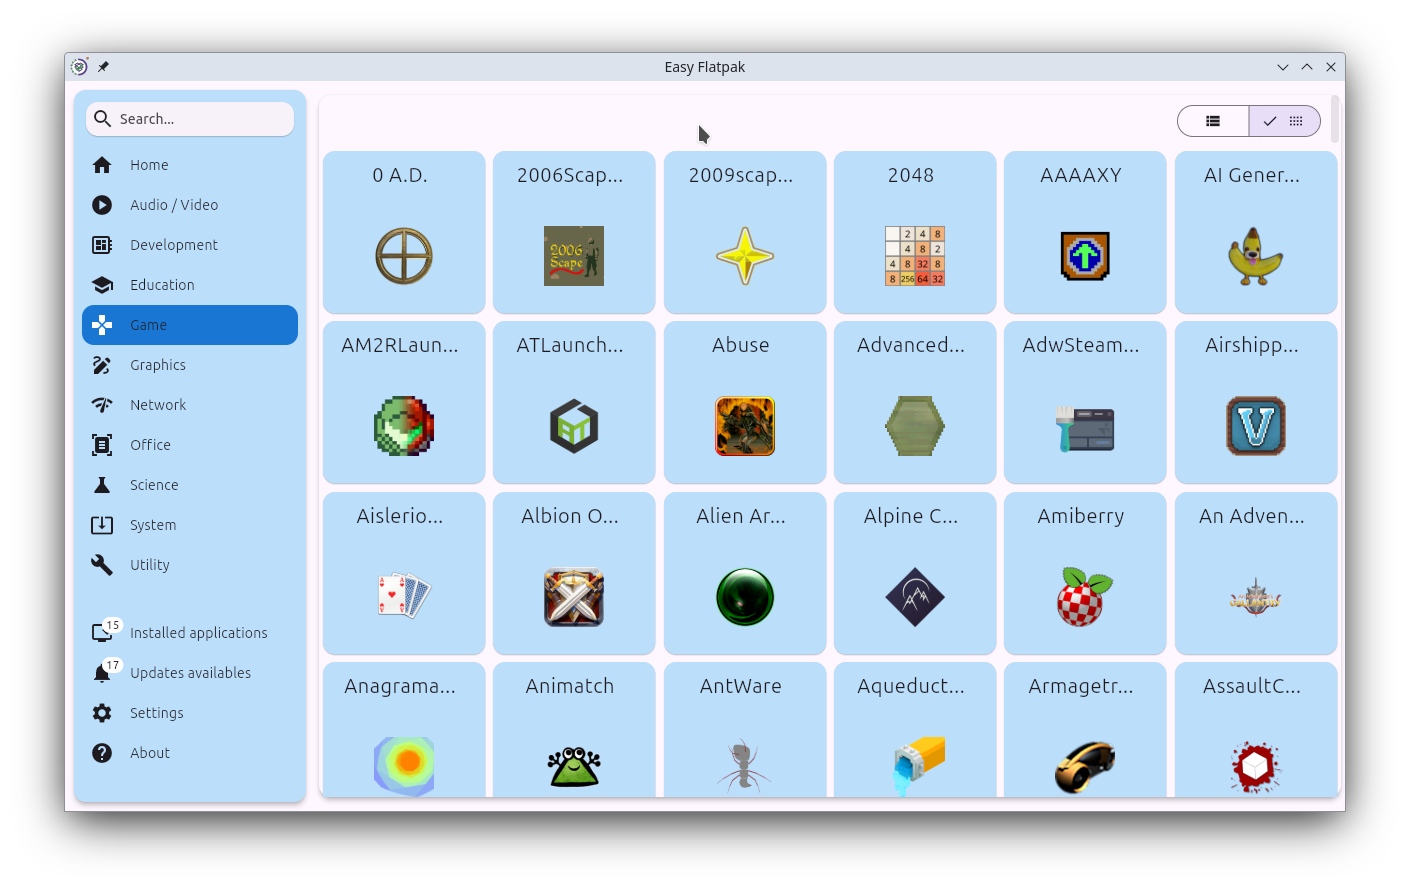 Easy Flatpak
Search...
Home
Audio / Video
Development
Education
Game
Graphics
Network
Office
Science
System
Utility
15
Installed applications
17
Updates availables
Settings
About
0 A.D.
2006Scap...
2009scap...
2048
AAAAXY
AI Gener...
2006
Scape
2 4 8
4 8 2
4 8 32 8
8 256 64 32
AM2RLaun...
ATLaunch...
Abuse
Advanced...
AdwSteam...
Airshipp...
AT
V
Aislerio...
Albion O...
Alien Ar...
Alpine C...
Amiberry
An Adven...
A A
Anagrama...
Animatch
AntWare
Aqueduct...
Armagetr...
AssaultC...